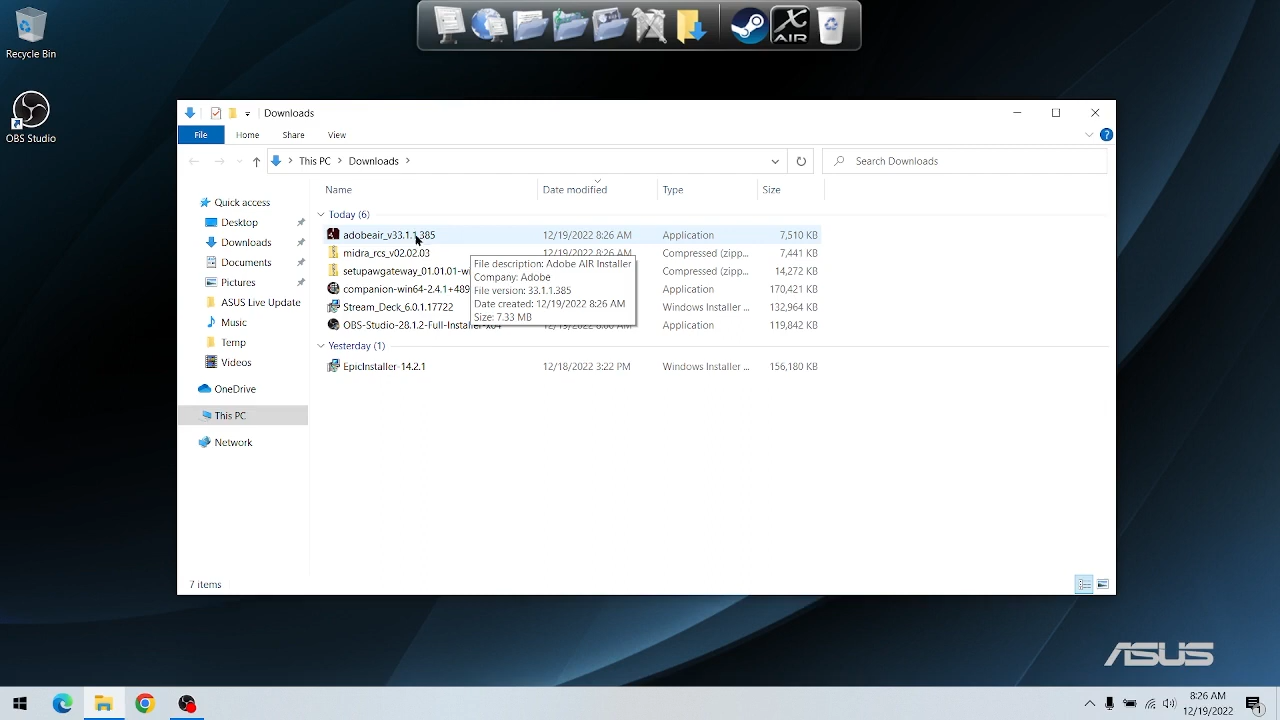 Recycle Bin
OBS Studio
AIR
Downloads
File Home Share View
This PC Downloads
Search Downloads
Name Date modified Type Size
Quick access
Desktop
Downloads
Documents
Pictures
ASUS Live Update
Music
Temp
Videos
OneDrive
This PC
Network
Today (6)
adobeair_v33.1.1.385 12/19/2022 8:26 AM Application 7,510 KB
midra_rcs_v02.02.03 12/19/2022 8:26 AM Compressed (zipp... 7,441 KB
setupawgateway_01.01.01-w Compressed (zipp... 14,272 KB
companion-win64-2.4.1+489 Application 170,421 KB
Stream_Deck_6.0.1.17722 Windows Installer ... 132,964 KB
OBS-Studio-28.1.2-Full-Installer-x64 12/19/2022 8:00 AM Application 119,842 KB
File description: Adobe AIR Installer
Company: Adobe
File version: 33.1.1.385
Date created: 12/19/2022 8:26 AM
Size: 7.33 MB
Yesterday (1)
EpicInstaller-14.2.1 12/18/2022 3:22 PM Windows Installer ... 156,180 KB
7 items
ASUS
8:26 AM
12/19/2022
1